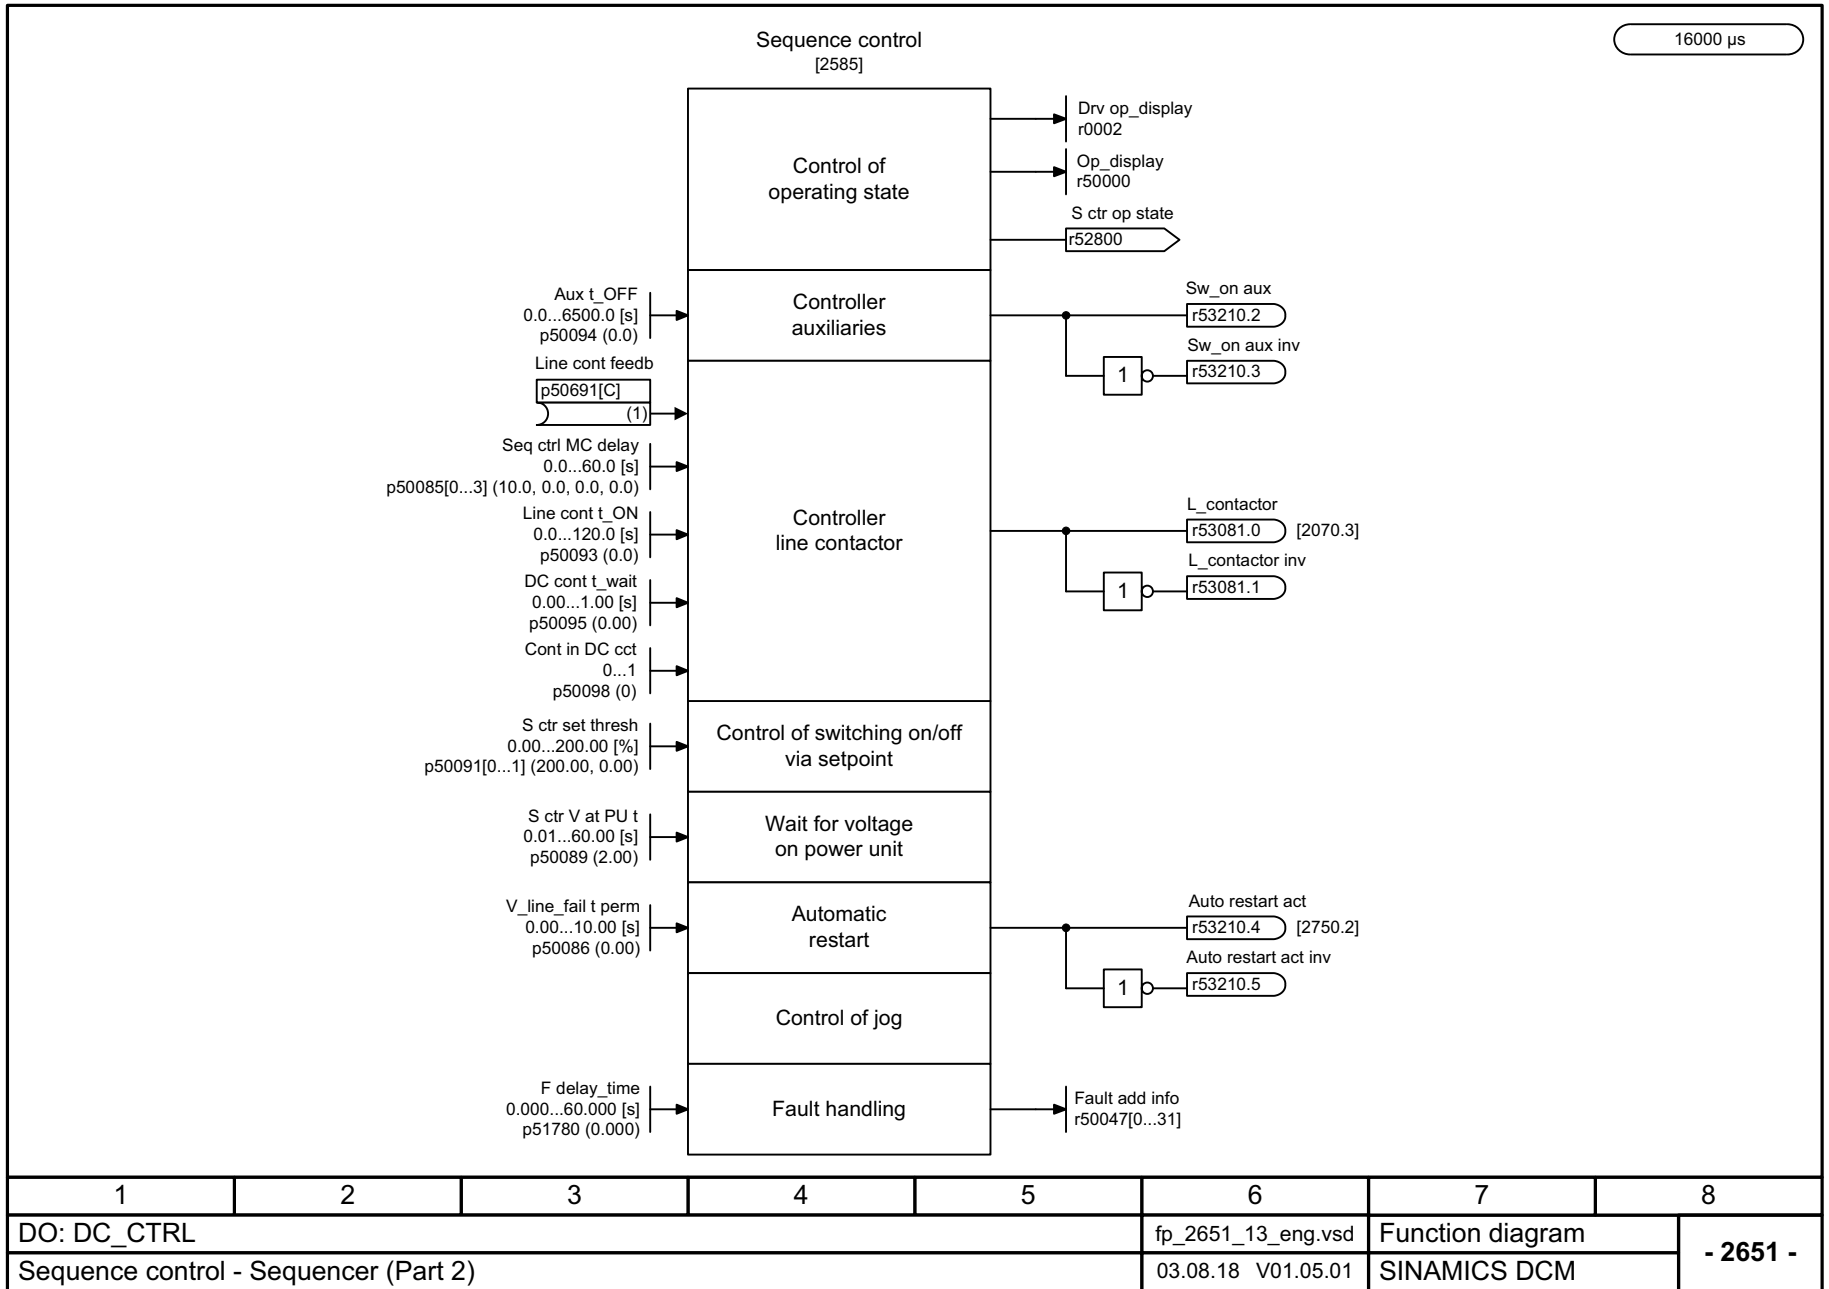 Sequence control
[2585]
16000 µs
Control of
operating state
Drv op_display
r0002
Op_display
r50000
S ctr op state
r52800
Aux t_OFF
0.0...6500.0 [s]
p50094 (0.0)
Controller
auxiliaries
Sw_on aux
r53210.2
Sw_on aux inv
1
r53210.3
Line cont feedb
p50691[C]
(1)
Seq ctrl MC delay
0.0...60.0 [s]
p50085[0...3] (10.0, 0.0, 0.0, 0.0)
Line cont t_ON
0.0...120.0 [s]
p50093 (0.0)
DC cont t_wait
0.00...1.00 [s]
p50095 (0.00)
Cont in DC cct
0...1
p50098 (0)
Controller
line contactor
L_contactor
r53081.0 [2070.3]
L_contactor inv
1
r53081.1
S ctr set thresh
0.00...200.00 [%]
p50091[0...1] (200.00, 0.00)
Control of switching on/off
via setpoint
S ctr V at PU t
0.01...60.00 [s]
p50089 (2.00)
Wait for voltage
on power unit
V_line_fail t perm
0.00...10.00 [s]
p50086 (0.00)
Automatic
restart
Auto restart act
r53210.4 [2750.2]
Auto restart act inv
1
r53210.5
Control of jog
F delay_time
0.000...60.000 [s]
p51780 (0.000)
Fault handling
Fault add info
r50047[0...31]
1 2 3 4 5 6 7 8
DO: DC_CTRL
fp_2651_13_eng.vsd
Function diagram
- 2651 -
Sequence control - Sequencer (Part 2)
03.08.18 V01.05.01
SINAMICS DCM